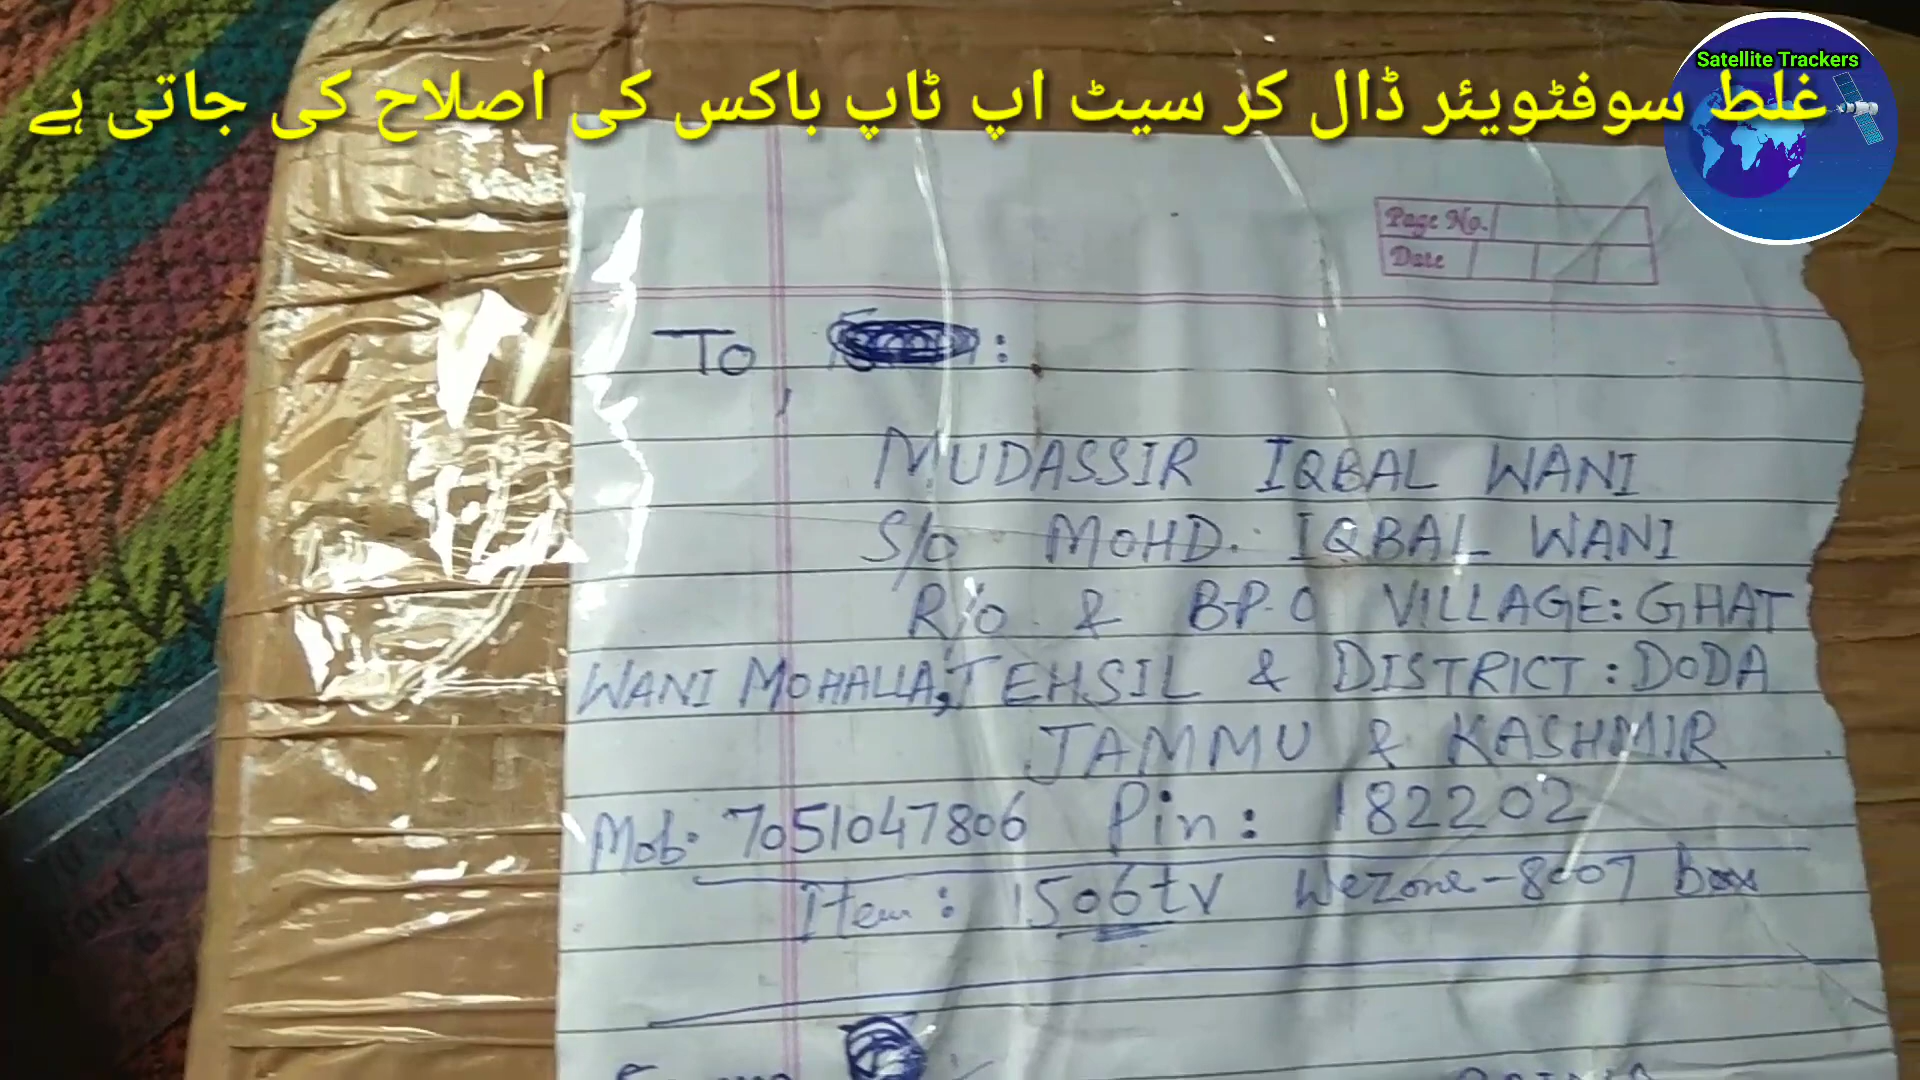 Satellite Trackers
غلط سوفٹویئر ڈال کر سیٹ اپ ٹاپ باکس کی اصلاح کی جاتی ہے
Page No.
Date
To :
MUDASSIR IQBAL WANI
S/O MOHD. IQBAL WANI
R/o & B.P.O VILLAGE: GHAT
WANI MOHALLA, TEHSIL & DISTRICT: DODA
JAMMU & KASHMIR
Mob: 7051047806 Pin: 182202
Item: 1506tv Wezone-8007 Box